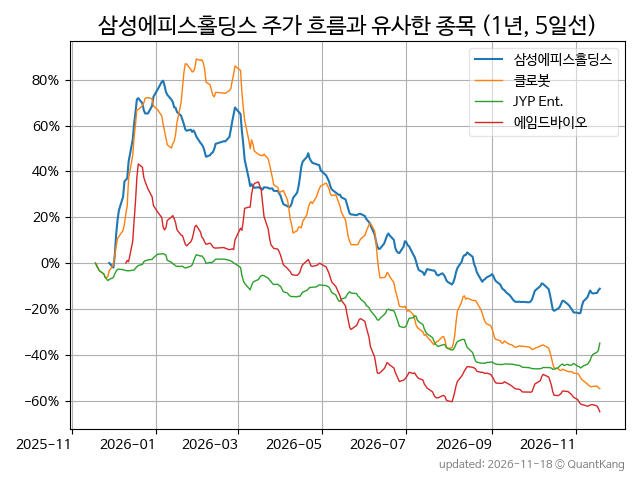 삼성에피스홀딩스 주가 흐름과 유사한 종목 (1년, 5일선)
삼성에피스홀딩스
클로봇
JYP Ent.
에임드바이오
80%
60%
40%
20%
0%
−20%
−40%
−60%
2025−11
2026−01
2026−03
2026−05
2026−07
2026−09
2026−11
updated: 2026-11-18 © QuantKang